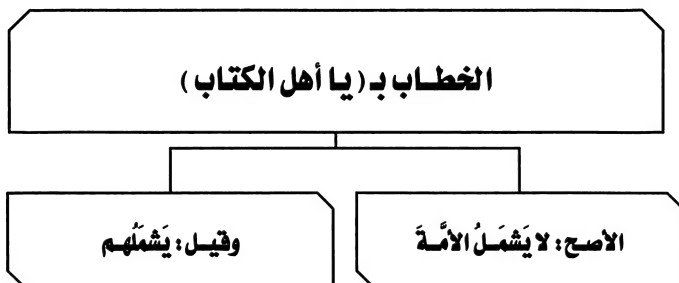 الخطاب بـ ( يا أهل الكتاب )
الأصح: لا يَشمَلُ الأمَّةَ
وقيل: يَشمَلُهم